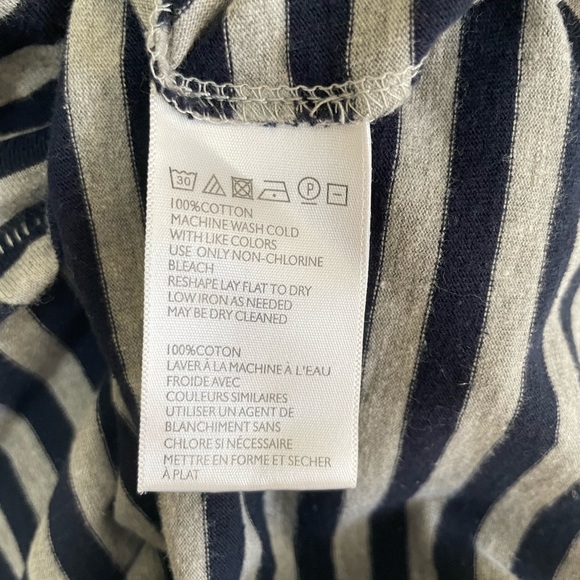 30 P
100%COTTON
MACHINE WASH COLD
WITH LIKE COLORS
USE ONLY NON-CHLORINE
BLEACH
RESHAPE LAY FLAT TO DRY
LOW IRON AS NEEDED
MAY BE DRY CLEANED
100%COTON
LAVER À LA MACHINE À L'EAU
FROIDE AVEC
COULEURS SIMILAIRES
UTILISER UN AGENT DE
BLANCHIMENT SANS
CHLORE SI NÉCESSAIRE
METTRE EN FORME ET SECHER
À PLAT